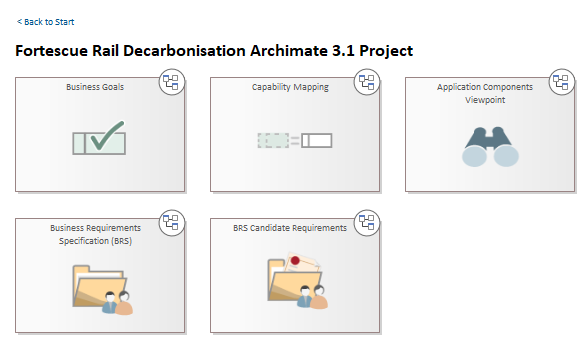 < Back to Start
Fortescue Rail Decarbonisation Archimate 3.1 Project
Business Goals
Capability Mapping
Application Components
Viewpoint
Business Requirements
Specification (BRS)
BRS Candidate Requirements